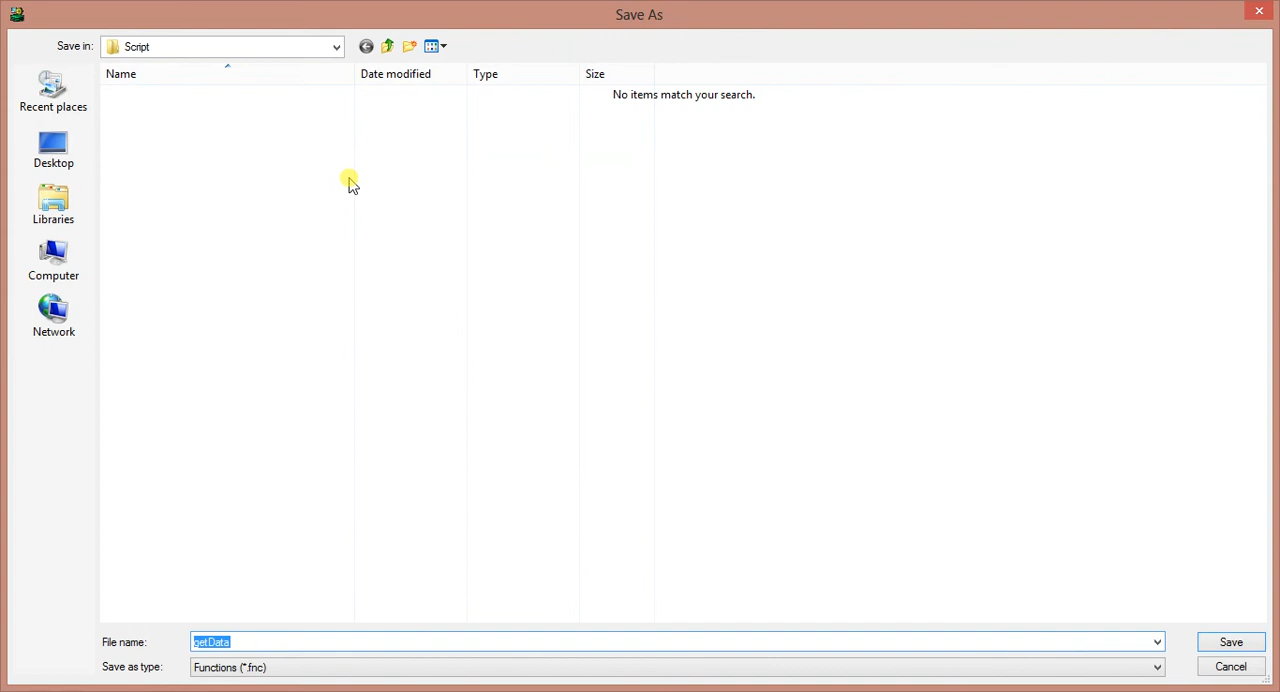 Save As
Save in:
Script
Name
Date modified
Type
Size
No items match your search.
Recent places
Desktop
Libraries
Computer
Network
File name:
getData
Save
Save as type:
Functions (*.fnc)
Cancel